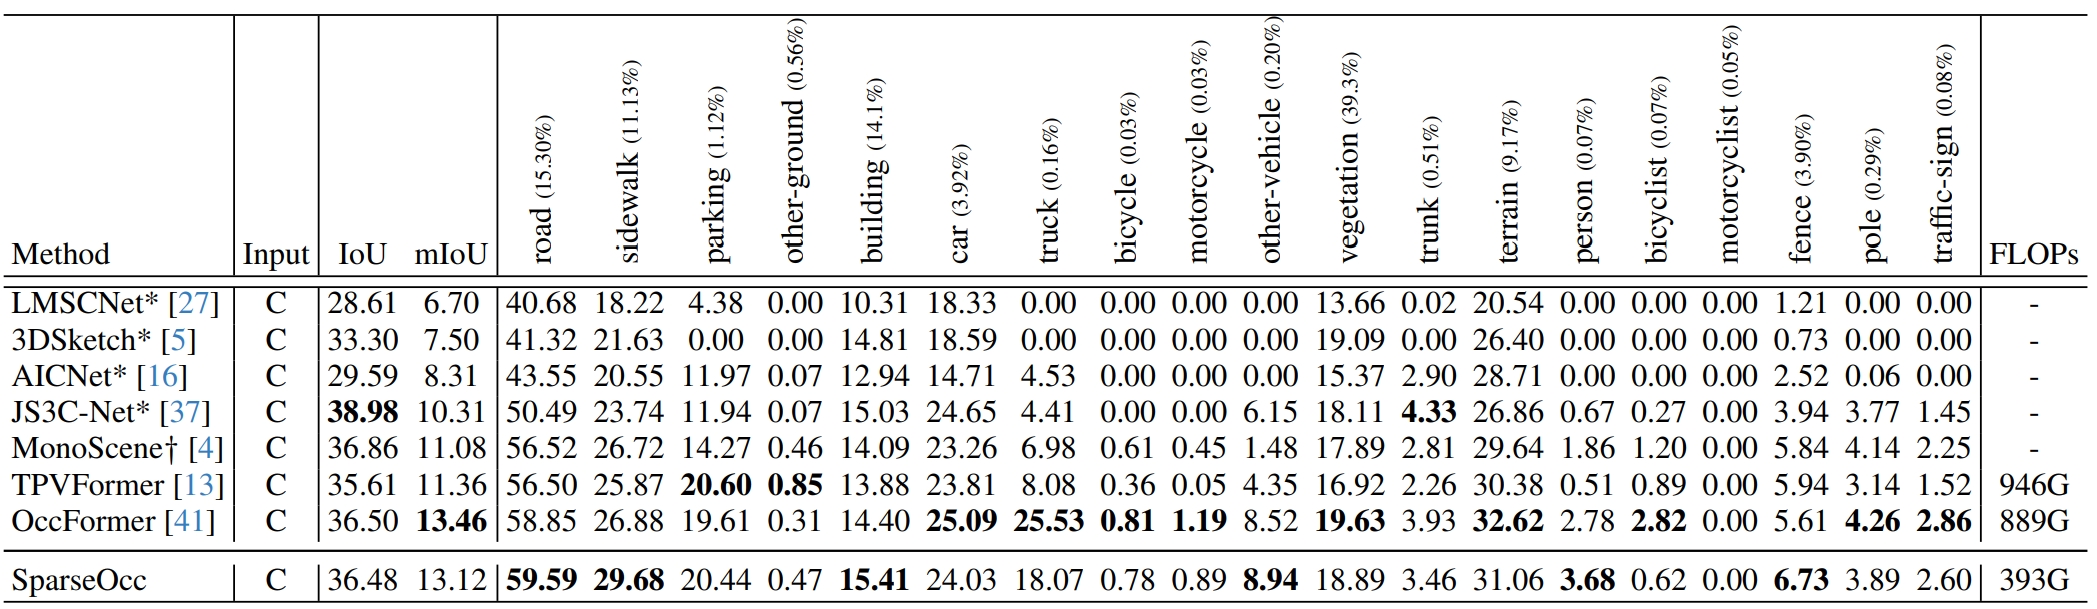 Method Input IoU mIoU road (15.30%) sidewalk (11.13%) parking (1.12%) other-ground (0.56%) building (14.1%) car (3.92%) truck (0.16%) bicycle (0.03%) motorcycle (0.03%) other-vehicle (0.20%) vegetation (39.3%) trunk (0.51%) terrain (9.17%) person (0.07%) bicyclist (0.07%) motorcyclist (0.05%) fence (3.90%) pole (0.29%) traffic-sign (0.08%) FLOPs
LMSCNet* [27] C 28.61 6.70 40.68 18.22 4.38 0.00 10.31 18.33 0.00 0.00 0.00 0.00 13.66 0.02 20.54 0.00 0.00 0.00 1.21 0.00 0.00 -
3DSketch* [5] C 33.30 7.50 41.32 21.63 0.00 0.00 14.81 18.59 0.00 0.00 0.00 0.00 19.09 0.00 26.40 0.00 0.00 0.00 0.73 0.00 0.00 -
AICNet* [16] C 29.59 8.31 43.55 20.55 11.97 0.07 12.94 14.71 4.53 0.00 0.00 0.00 15.37 2.90 28.71 0.00 0.00 0.00 2.52 0.06 0.00 -
JS3C-Net* [37] C 38.98 10.31 50.49 23.74 11.94 0.07 15.03 24.65 4.41 0.00 0.00 6.15 18.11 4.33 26.86 0.67 0.27 0.00 3.94 3.77 1.45 -
MonoScene† [4] C 36.86 11.08 56.52 26.72 14.27 0.46 14.09 23.26 6.98 0.61 0.45 1.48 17.89 2.81 29.64 1.86 1.20 0.00 5.84 4.14 2.25 -
TPVFormer [13] C 35.61 11.36 56.50 25.87 20.60 0.85 13.88 23.81 8.08 0.36 0.05 4.35 16.92 2.26 30.38 0.51 0.89 0.00 5.94 3.14 1.52 946G
OccFormer [41] C 36.50 13.46 58.85 26.88 19.61 0.31 14.40 25.09 25.53 0.81 1.19 8.52 19.63 3.93 32.62 2.78 2.82 0.00 5.61 4.26 2.86 889G
SparseOcc C 36.48 13.12 59.59 29.68 20.44 0.47 15.41 24.03 18.07 0.78 0.89 8.94 18.89 3.46 31.06 3.68 0.62 0.00 6.73 3.89 2.60 393G